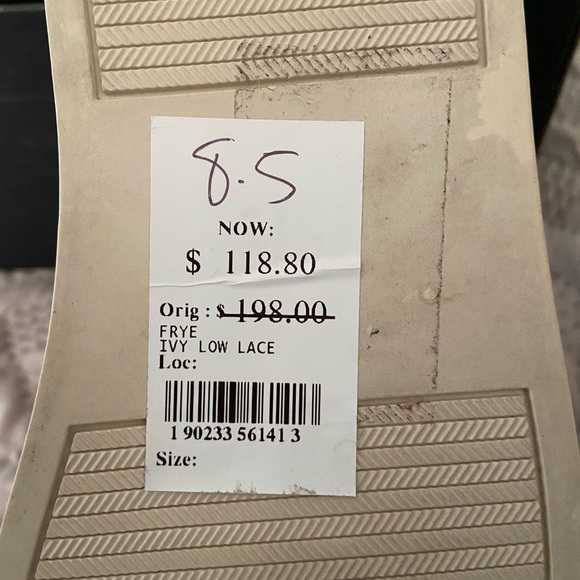 8.5
NOW:
$ 118.80
Orig : $ 198.00
FRYE
IVY LOW LACE
Loc:
1 90233 56141 3
Size: